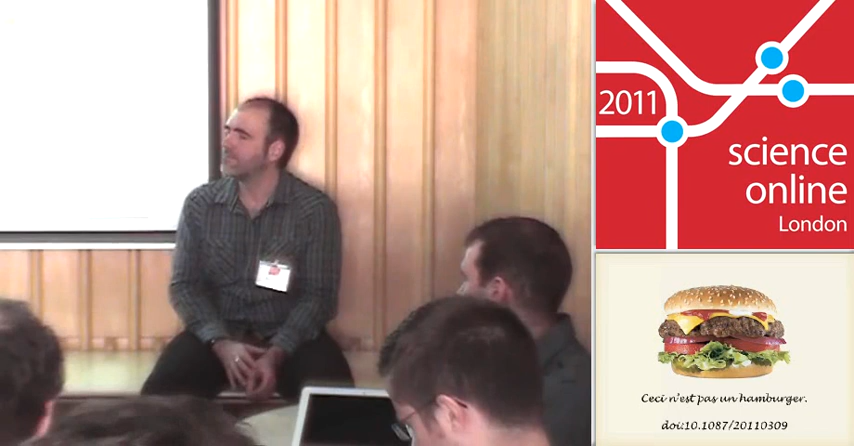 2011
science
online
London
Ceci n'est pas un hamburger.
doi:10.1087/20110309